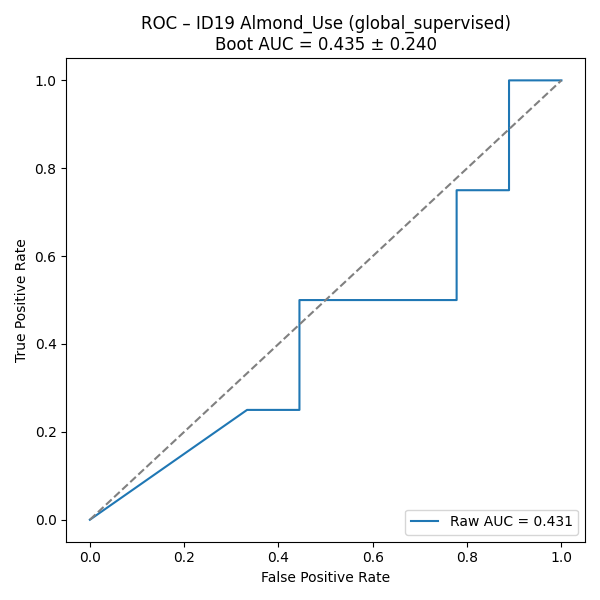 ROC – ID19 Almond_Use (global_supervised)
Boot AUC = 0.435 ± 0.240
1.0
0.8
0.6
0.4
0.2
0.0
True Positive Rate
Raw AUC = 0.431
0.0 0.2 0.4 0.6 0.8 1.0
False Positive Rate